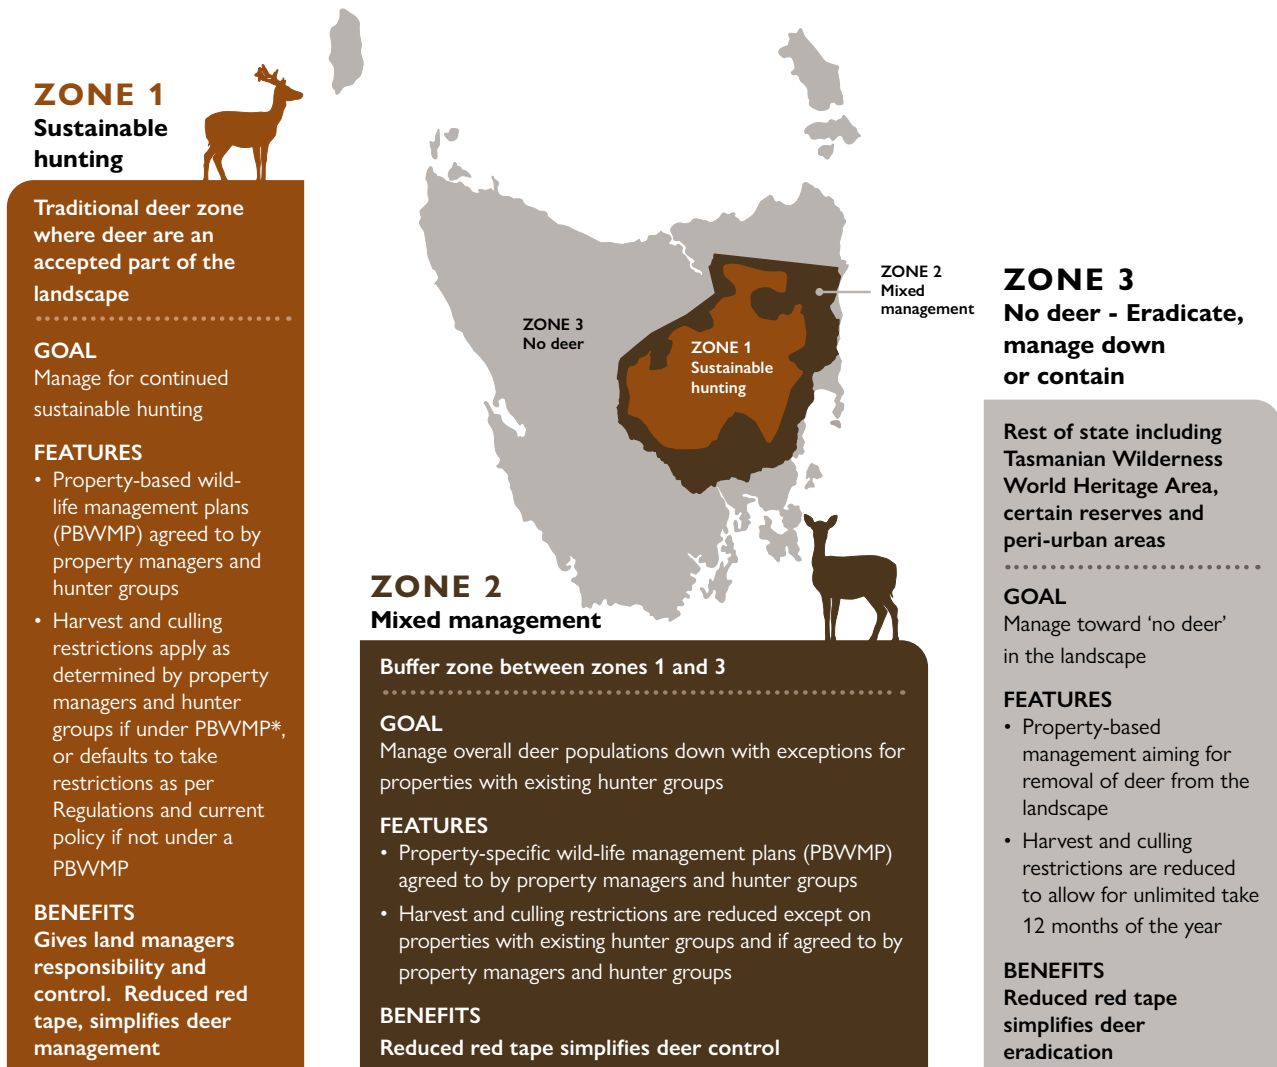 ZONE 1
Sustainable
hunting
Traditional deer zone
where deer are an
accepted part of the
landscape
GOAL
Manage for continued
sustainable hunting
FEATURES
• Property-based wild-
life management plans
(PBWMP) agreed to by
property managers and
hunter groups
• Harvest and culling
restrictions apply as
determined by property
managers and hunter
groups if under PBWMP*,
or defaults to take
restrictions as per
Regulations and current
policy if not under a
PBWMP
BENEFITS
Gives land managers
responsibility and
control. Reduced red
tape, simplifies deer
management
ZONE 3
No deer
ZONE 1
Sustainable
hunting
ZONE 2
Mixed
management
ZONE 2
Mixed management
Buffer zone between zones 1 and 3
GOAL
Manage overall deer populations down with exceptions for
properties with existing hunter groups
FEATURES
• Property-specific wild-life management plans (PBWMP)
agreed to by property managers and hunter groups
• Harvest and culling restrictions are reduced except on
properties with existing hunter groups and if agreed to by
property managers and hunter groups
BENEFITS
Reduced red tape simplifies deer control
ZONE 3
No deer - Eradicate,
manage down
or contain
Rest of state including
Tasmanian Wilderness
World Heritage Area,
certain reserves and
peri-urban areas
GOAL
Manage toward ‘no deer’
in the landscape
FEATURES
• Property-based
management aiming for
removal of deer from the
landscape
• Harvest and culling
restrictions are reduced
to allow for unlimited take
12 months of the year
BENEFITS
Reduced red tape
simplifies deer
eradication